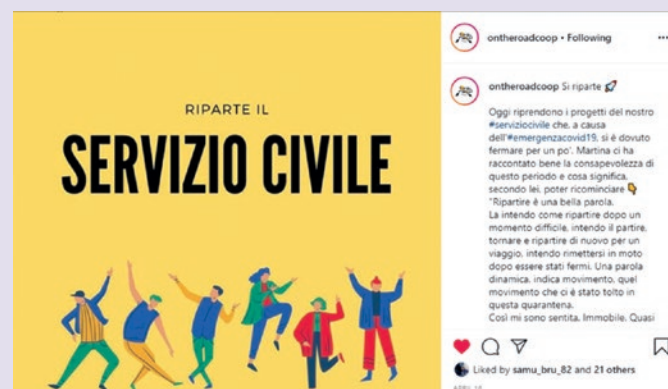 RIPARTE IL
SERVIZIO CIVILE
ontheroadcoop • Following
ontheroadcoop Si riparte
Oggi riprendono i progetti del nostro
#serviziocivile che, a causa
dell'#emergenzacovid19, si è dovuto
fermare per un po'. Martina ci ha
raccontato bene la consapevolezza di
questo periodo e cosa significa,
secondo lei, poter ricominciare
"Ripartire è una bella parola.
La intendo come ripartire dopo un
momento difficile, intendo il partire,
tornare e ripartire di nuovo per un
viaggio, intendo rimettersi in moto
dopo essere stati fermi. Una parola
dinamica, indica movimento, quel
movimento che ci è stato tolto in
questa quarantena.
Così mi sono sentita. Immobile. Quasi
Liked by samu_bru_82 and 21 others
APRIL 16